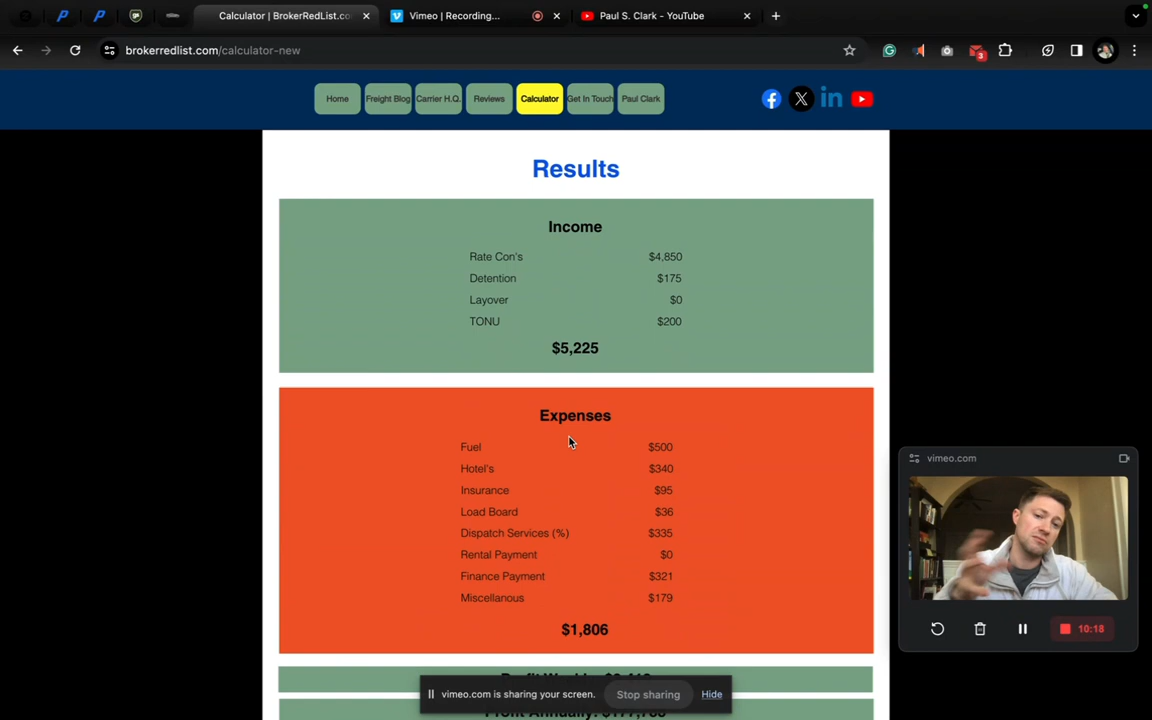 Calculator | BrokerRedList.co
Vimeo | Recording...
Paul S. Clark - YouTube
brokerredlist.com/calculator-new
3
Home
Freight Blog
Carrier H.Q.
Reviews
Calculator
Get In Touch
Paul Clark
Results
Income
Rate Con's $4,850
Detention $175
Layover $0
TONU $200
$5,225
Expenses
Fuel $500
Hotel's $340
Insurance $95
Load Board $36
Dispatch Services (%) $335
Rental Payment $0
Finance Payment $321
Miscellanous $179
$1,806
vimeo.com
10:18
vimeo.com is sharing your screen.
Stop sharing
Hide
Profit Annually: